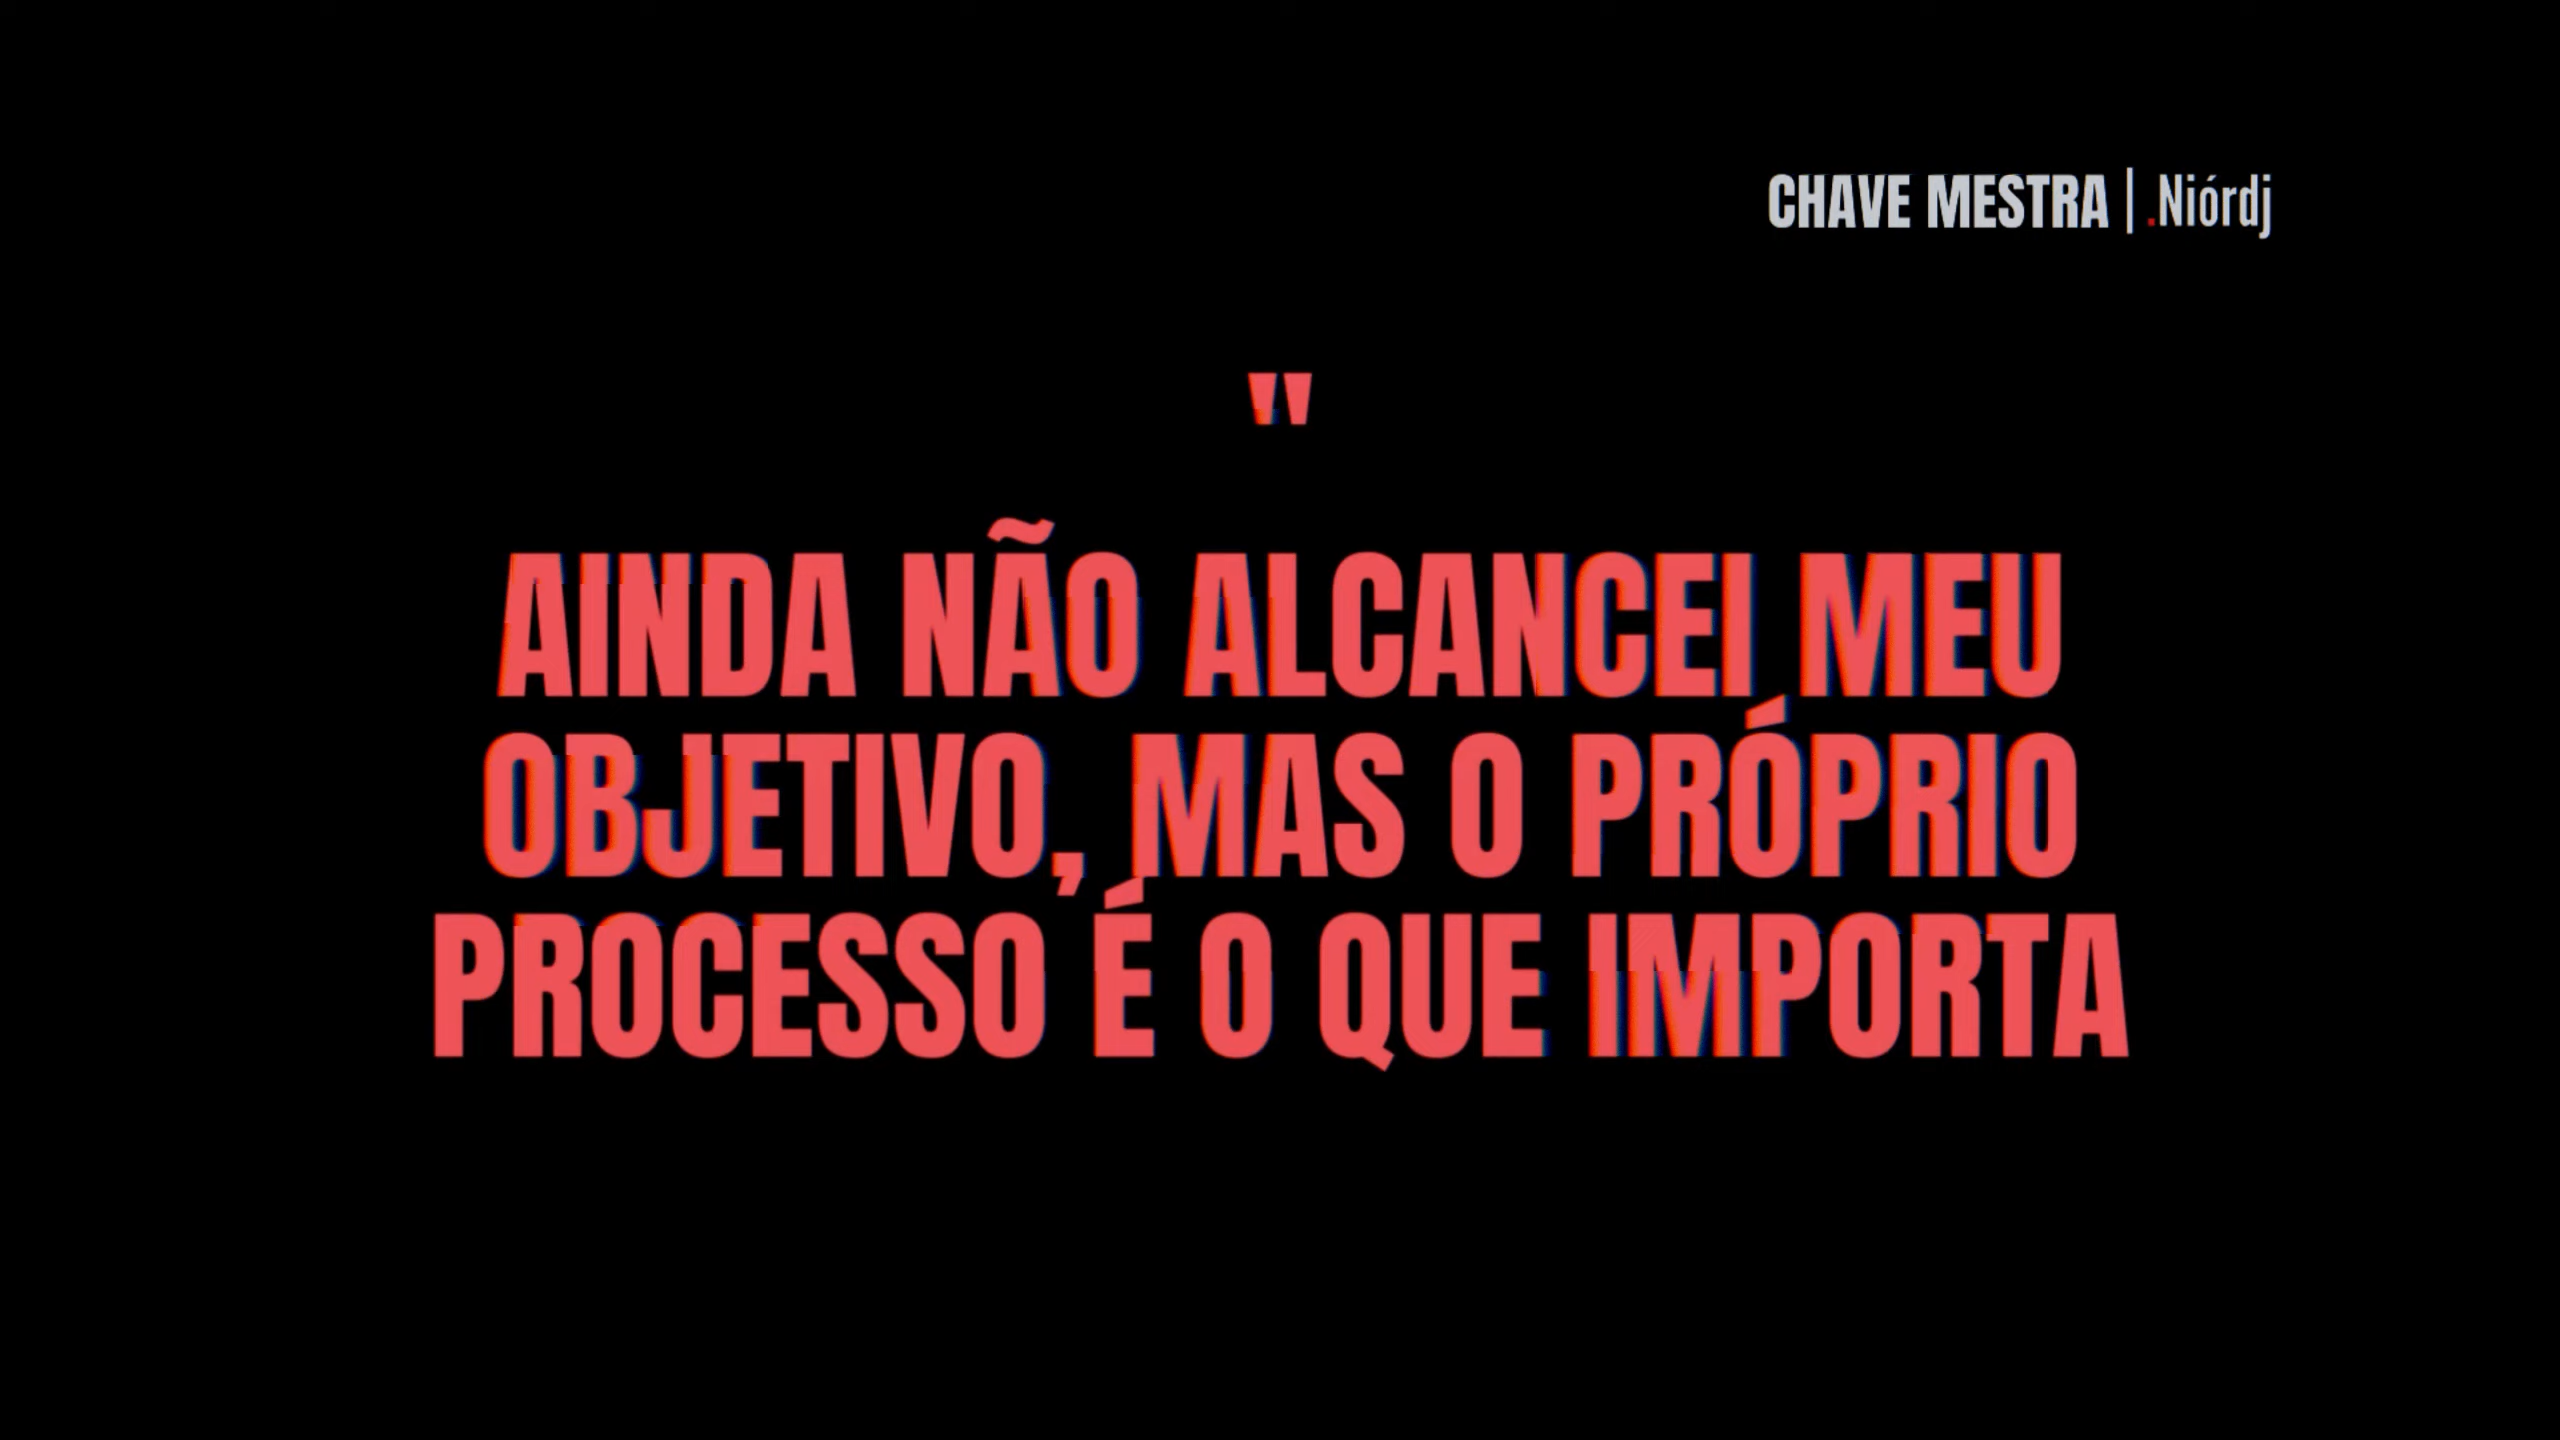 CHAVE MESTRA | .Niórdj
"
AINDA NÃO ALCANCEI MEU
OBJETIVO, MAS O PRÓPRIO
PROCESSO É O QUE IMPORTA